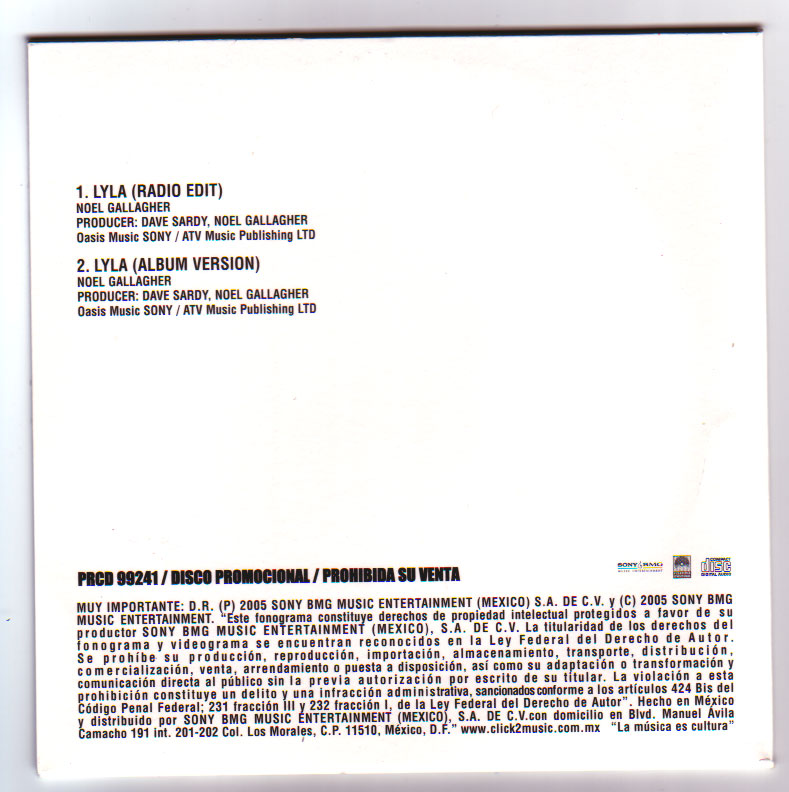 1. LYLA (RADIO EDIT)
NOEL GALLAGHER
PRODUCER: DAVE SARDY, NOEL GALLAGHER
Oasis Music SONY / ATV Music Publishing LTD
2. LYLA (ALBUM VERSION)
NOEL GALLAGHER
PRODUCER: DAVE SARDY, NOEL GALLAGHER
Oasis Music SONY / ATV Music Publishing LTD
PRCD 99241 / DISCO PROMOCIONAL / PROHIBIDA SU VENTA
SONY BMG
MUSIC ENTERTAINMENT
COMPACT
disc
DIGITAL AUDIO
MUY IMPORTANTE: D.R. (P) 2005 SONY BMG MUSIC ENTERTAINMENT (MEXICO) S.A. DE C.V. y (C) 2005 SONY BMG
MUSIC ENTERTAINMENT. "Este fonograma constituye derechos de propiedad intelectual protegidos a favor de su
productor SONY BMG MUSIC ENTERTAINMENT (MEXICO), S.A. DE C.V. La titularidad de los derechos del
fonograma y videograma se encuentran reconocidos en la Ley Federal del Derecho de Autor.
Se prohíbe su producción, reproducción, importación, almacenamiento, transporte, distribución,
comercialización, venta, arrendamiento o puesta a disposición, así como su adaptación o transformación y
comunicación directa al público sin la previa autorización por escrito de su titular. La violación a esta
prohibición constituye un delito y una infracción administrativa, sancionados conforme a los artículos 424 Bis del
Código Penal Federal; 231 fracción III y 232 fracción I, de la Ley Federal del Derecho de Autor". Hecho en México
y distribuido por SONY BMG MUSIC ENTERTAINMENT (MEXICO), S.A. DE C.V.con domicilio en Blvd. Manuel Ávila
Camacho 191 int. 201-202 Col. Los Morales, C.P. 11510, México, D.F." www.click2music.com.mx "La música es cultura"